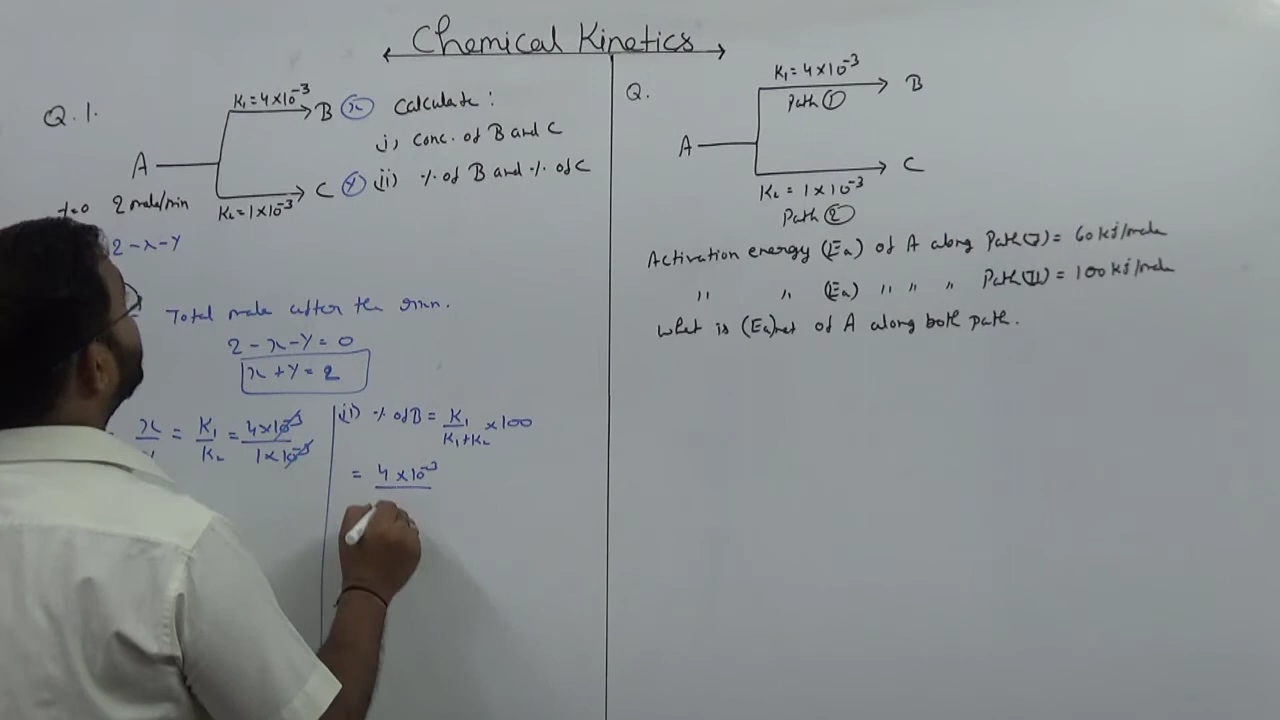 Chemical Kinetics
Q. 1.
K₁=4×10⁻³
A
B (x)
K₂=1×10⁻³
C (y)
t=0 2 mole/min
2-x-y
Calculate :
i) conc. of B and C
(ii) % of B and % of C
Total mole after the rxn.
2-x-y=0
x+y=2
x/y = K₁/K₂ = 4×10⁻³/1×10⁻³
(ii) % of B = K₁/K₁+K₂ ×100
= 4×10⁻³
Q.
K₁=4×10⁻³
Path (1)
A
B
K₂=1×10⁻³
Path (2)
C
Activation energy (Ea) of A along Path(I)= 60kj/mole
" " (Ea) " " " Path(II)= 100kj/mole
what is (Ea)net of A along both path.